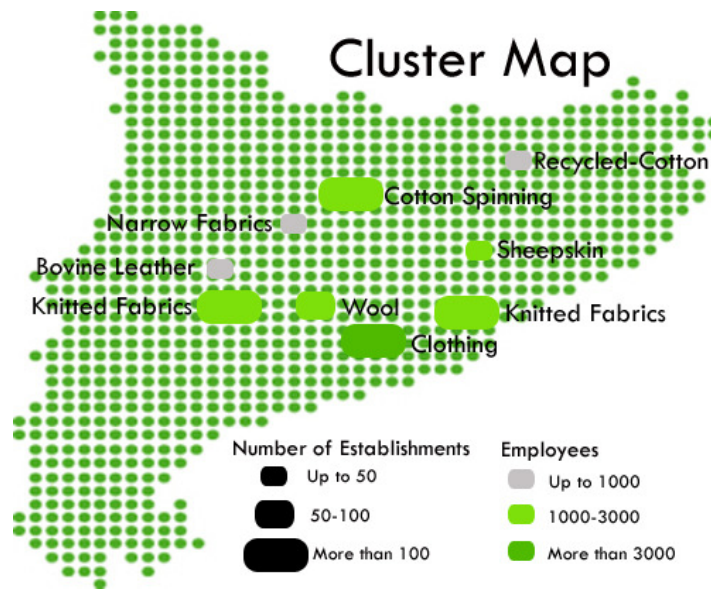 Cluster Map
Recycled-Cotton
Cotton Spinning
Narrow Fabrics
Sheepskin
Bovine Leather
Knitted Fabrics
Wool
Knitted Fabrics
Clothing
Number of Establishments
Up to 50
50-100
More than 100
Employees
Up to 1000
1000-3000
More than 3000